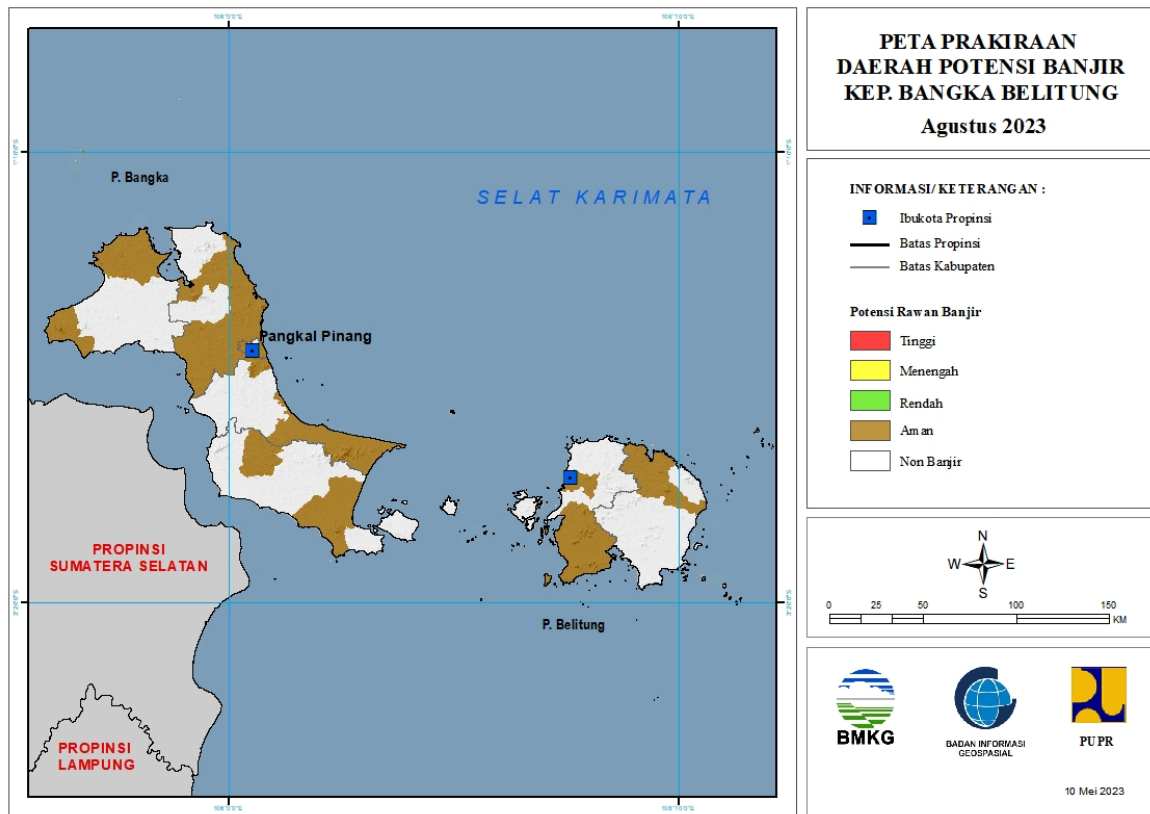 PETA PRAKIRAAN
DAERAH POTENSI BANJIR
KEP. BANGKA BELITUNG
Agustus 2023
P. Bangka
SELAT KARIMATA
Pangkal Pinang
PROPINSI
SUMATERA SELATAN
P. Belitung
PROPINSI
LAMPUNG
INFORMASI/ KETERANGAN :
Ibukota Propinsi
Batas Propinsi
Batas Kabupaten
Potensi Rawan Banjir
Tinggi
Menengah
Rendah
Aman
Non Banjir
N
W E
S
0 25 50 100 150
KM
BMKG
BADAN INFORMASI
GEOSPASIAL
PUPR
10 Mei 2023